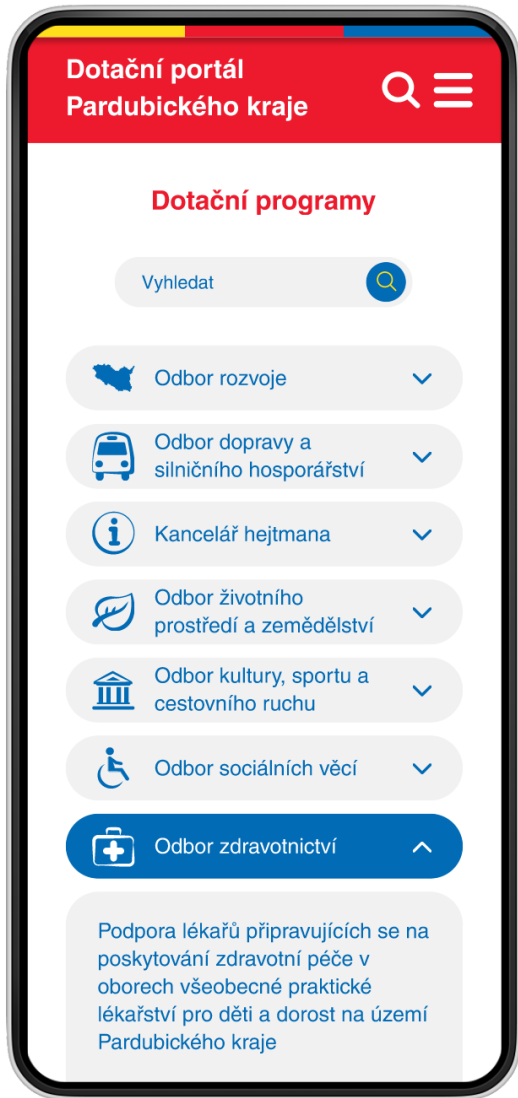 Dotační portál
Pardubického kraje
Dotační programy
Vyhledat
Odbor rozvoje
Odbor dopravy a
silničního hosporářství
Kancelář hejtmana
Odbor životního
prostředí a zemědělství
Odbor kultury, sportu a
cestovního ruchu
Odbor sociálních věcí
Odbor zdravotnictví
Podpora lékařů připravujících se na
poskytování zdravotní péče v
oborech všeobecné praktické
lékařství pro děti a dorost na území
Pardubického kraje